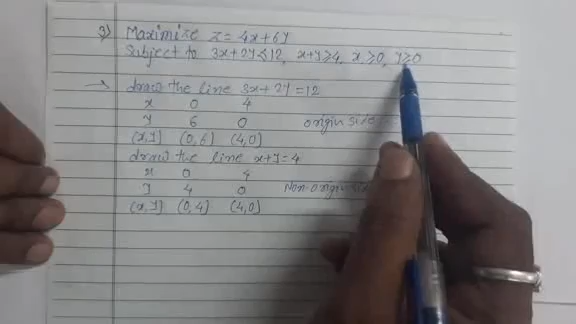 3) Maximise z = 4x+6y
Subject to 3x+2y≤12, x+y≥4, x≥0, y≥0
→ draw the line 3x+2y=12
x 0 4
y 6 0 origin side
(x,y) (0,6) (4,0)
draw the line x+y=4
x 0 4
y 4 0 Non-origin side
(x,y) (0,4) (4,0)